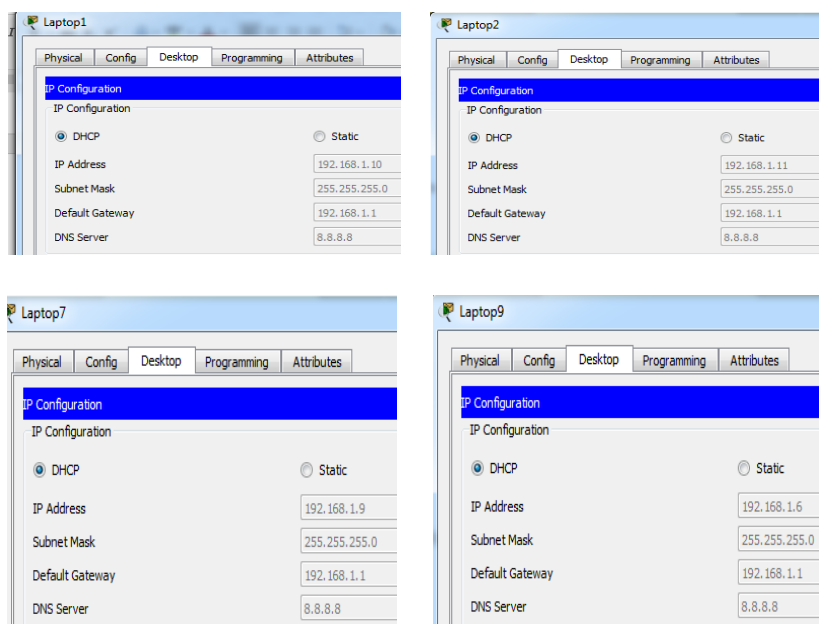 Laptop1
Physical Config Desktop Programming Attributes
IP Configuration
IP Configuration
DHCP Static
IP Address 192.168.1.10
Subnet Mask 255.255.255.0
Default Gateway 192.168.1.1
DNS Server 8.8.8.8
Laptop2
Physical Config Desktop Programming Attributes
IP Configuration
IP Configuration
DHCP Static
IP Address 192.168.1.11
Subnet Mask 255.255.255.0
Default Gateway 192.168.1.1
DNS Server 8.8.8.8
Laptop7
Physical Config Desktop Programming Attributes
IP Configuration
IP Configuration
DHCP Static
IP Address 192.168.1.9
Subnet Mask 255.255.255.0
Default Gateway 192.168.1.1
DNS Server 8.8.8.8
Laptop9
Physical Config Desktop Programming Attributes
IP Configuration
IP Configuration
DHCP Static
IP Address 192.168.1.6
Subnet Mask 255.255.255.0
Default Gateway 192.168.1.1
DNS Server 8.8.8.8